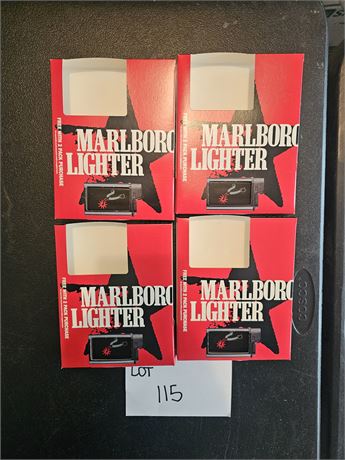 FREE WITH 2 PACK PURCHASE
MARLBORO
LIGHTER
FREE WITH 2 PACK PURCHASE
MARLBORO
LIGHTER
FREE WITH 2 PACK PURCHASE
MARLBORO
LIGHTER
FREE WITH 2 PACK PURCHASE
MARLBORO
LIGHTER
COSCO
LOT
115